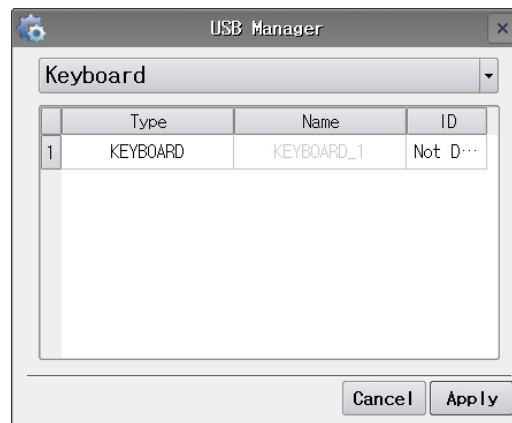 USB Manager
Keyboard
Type Name ID
1 KEYBOARD KEYBOARD_1 Not D···
Cancel Apply